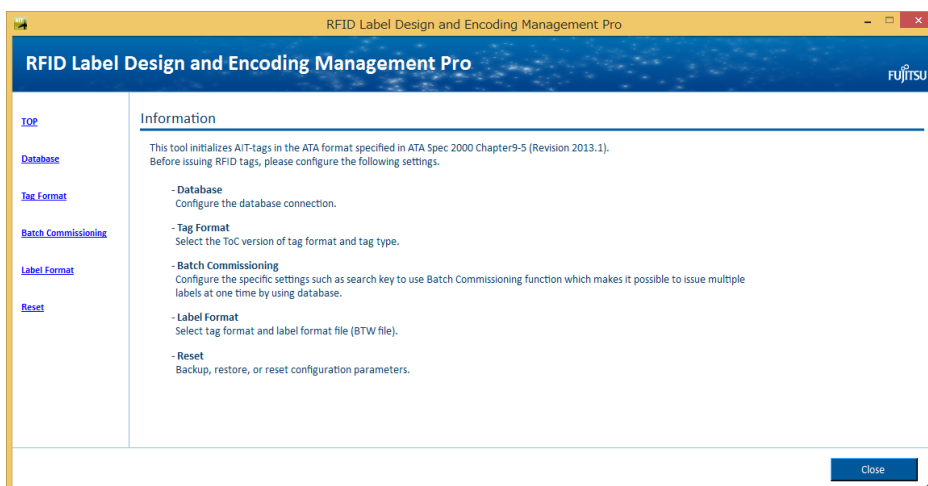 RFID Label Design and Encoding Management Pro
RFID Label Design and Encoding Management Pro
FUJITSU
TOP
Database
Tag Format
Batch Commissioning
Label Format
Reset
Information
This tool initializes AIT-tags in the ATA format specified in ATA Spec 2000 Chapter9-5 (Revision 2013.1).
Before issuing RFID tags, please configure the following settings.
- Database
Configure the database connection.
- Tag Format
Select the ToC version of tag format and tag type.
- Batch Commissioning
Configure the specific settings such as search key to use Batch Commissioning function which makes it possible to issue multiple
labels at one time by using database.
- Label Format
Select tag format and label format file (BTW file).
- Reset
Backup, restore, or reset configuration parameters.
Close